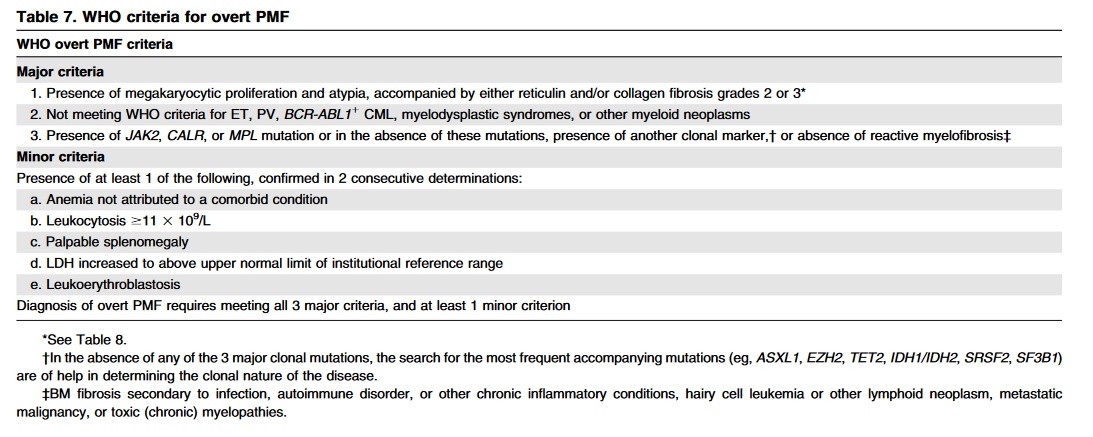 Table 7. WHO criteria for overt PMF
WHO overt PMF criteria
Major criteria
1. Presence of megakaryocytic proliferation and atypia, accompanied by either reticulin and/or collagen fibrosis grades 2 or 3*
2. Not meeting WHO criteria for ET, PV, BCR-ABL1⁺ CML, myelodysplastic syndromes, or other myeloid neoplasms
3. Presence of JAK2, CALR, or MPL mutation or in the absence of these mutations, presence of another clonal marker,† or absence of reactive myelofibrosis‡
Minor criteria
Presence of at least 1 of the following, confirmed in 2 consecutive determinations:
a. Anemia not attributed to a comorbid condition
b. Leukocytosis ≥11 × 10⁹/L
c. Palpable splenomegaly
d. LDH increased to above upper normal limit of institutional reference range
e. Leukoerythroblastosis
Diagnosis of overt PMF requires meeting all 3 major criteria, and at least 1 minor criterion
*See Table 8.
†In the absence of any of the 3 major clonal mutations, the search for the most frequent accompanying mutations (eg, ASXL1, EZH2, TET2, IDH1/IDH2, SRSF2, SF3B1)
are of help in determining the clonal nature of the disease.
‡BM fibrosis secondary to infection, autoimmune disorder, or other chronic inflammatory conditions, hairy cell leukemia or other lymphoid neoplasm, metastatic
malignancy, or toxic (chronic) myelopathies.